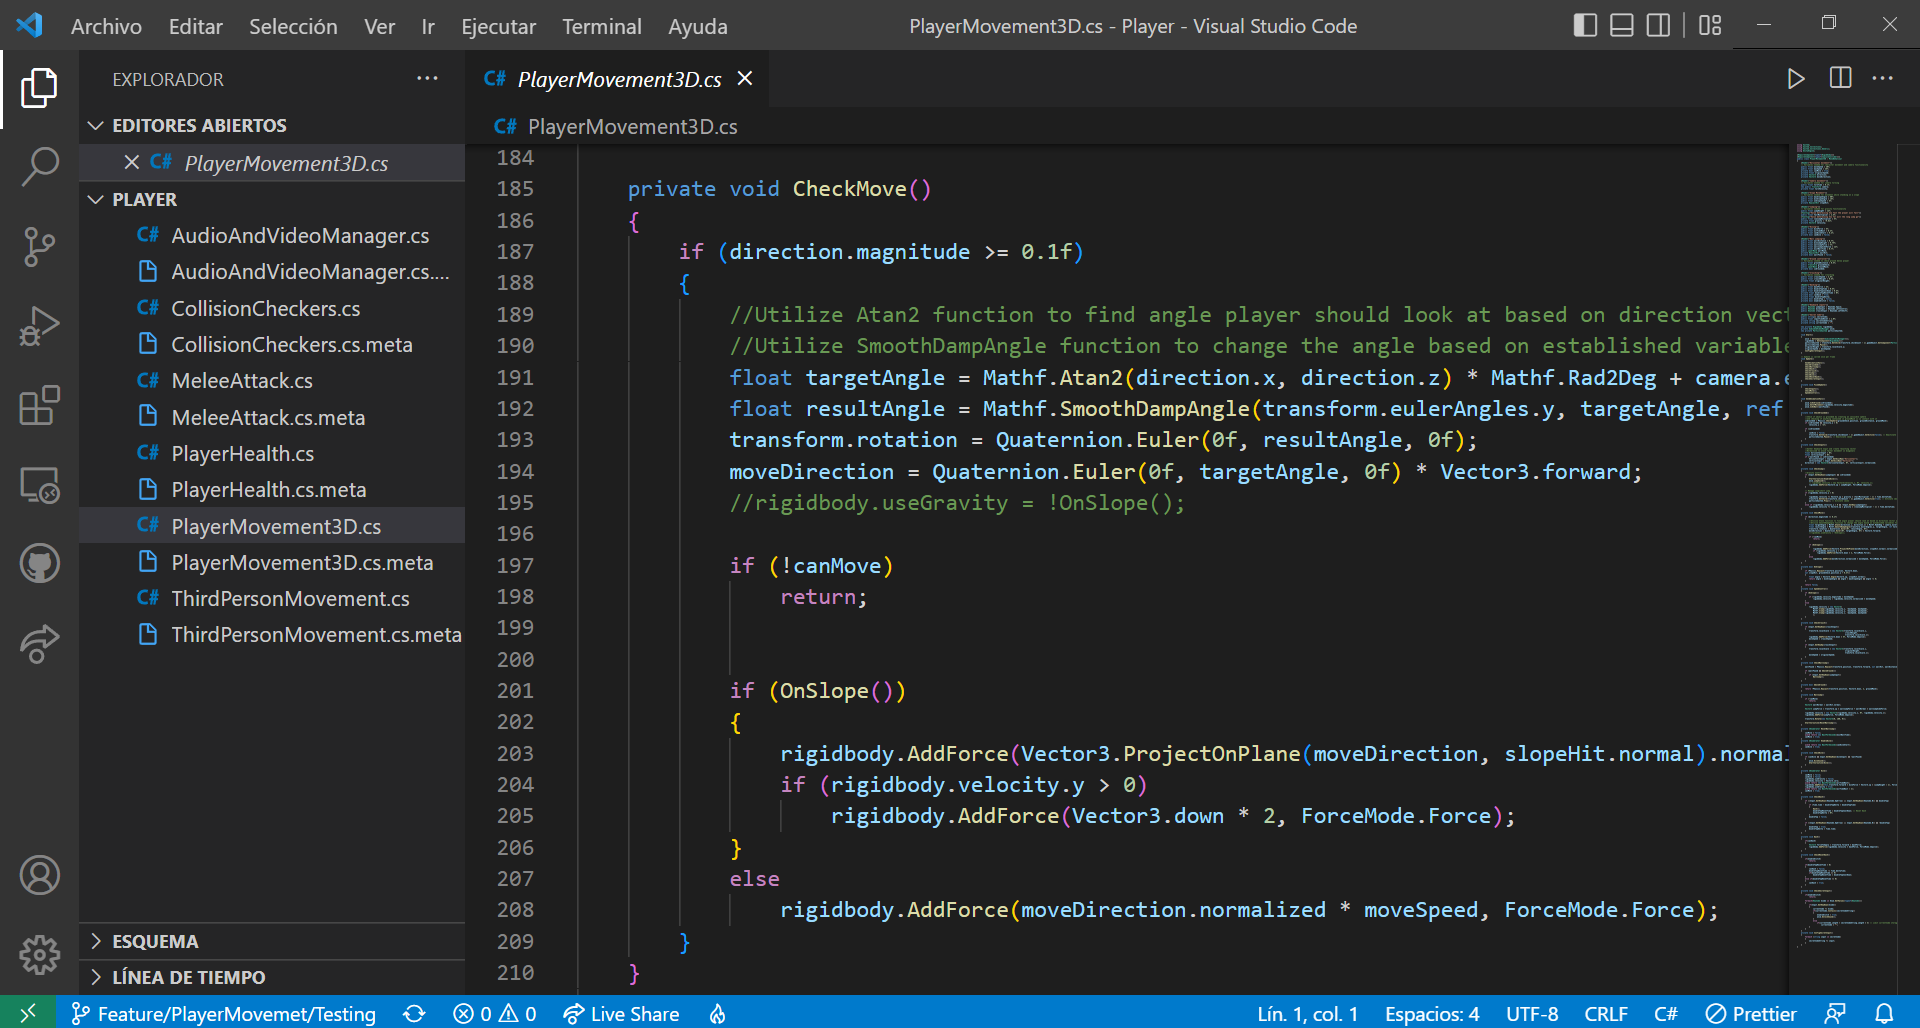 Archivo Editar Selección Ver Ir Ejecutar Terminal Ayuda
PlayerMovement3D.cs - Player - Visual Studio Code
EXPLORADOR
EDITORES ABIERTOS
C# PlayerMovement3D.cs
PLAYER
C# AudioAndVideoManager.cs
AudioAndVideoManager.cs....
C# CollisionCheckers.cs
CollisionCheckers.cs.meta
C# MeleeAttack.cs
MeleeAttack.cs.meta
C# PlayerHealth.cs
PlayerHealth.cs.meta
C# PlayerMovement3D.cs
PlayerMovement3D.cs.meta
C# ThirdPersonMovement.cs
ThirdPersonMovement.cs.meta
ESQUEMA
LÍNEA DE TIEMPO
C# PlayerMovement3D.cs
C# PlayerMovement3D.cs
184
185 private void CheckMove()
186 {
187 if (direction.magnitude >= 0.1f)
188 {
189 //Utilize Atan2 function to find angle player should look at based on direction vect
190 //Utilize SmoothDampAngle function to change the angle based on established variable
191 float targetAngle = Mathf.Atan2(direction.x, direction.z) * Mathf.Rad2Deg + camera.e
192 float resultAngle = Mathf.SmoothDampAngle(transform.eulerAngles.y, targetAngle, ref
193 transform.rotation = Quaternion.Euler(0f, resultAngle, 0f);
194 moveDirection = Quaternion.Euler(0f, targetAngle, 0f) * Vector3.forward;
195 //rigidbody.useGravity = !OnSlope();
196
197 if (!canMove)
198 return;
199
200
201 if (OnSlope())
202 {
203 rigidbody.AddForce(Vector3.ProjectOnPlane(moveDirection, slopeHit.normal).normal
204 if (rigidbody.velocity.y > 0)
205 rigidbody.AddForce(Vector3.down * 2, ForceMode.Force);
206 }
207 else
208 rigidbody.AddForce(moveDirection.normalized * moveSpeed, ForceMode.Force);
209 }
210 }
Feature/PlayerMovemet/Testing 0 0 Live Share
Lín. 1, col. 1 Espacios: 4 UTF-8 CRLF C# Prettier